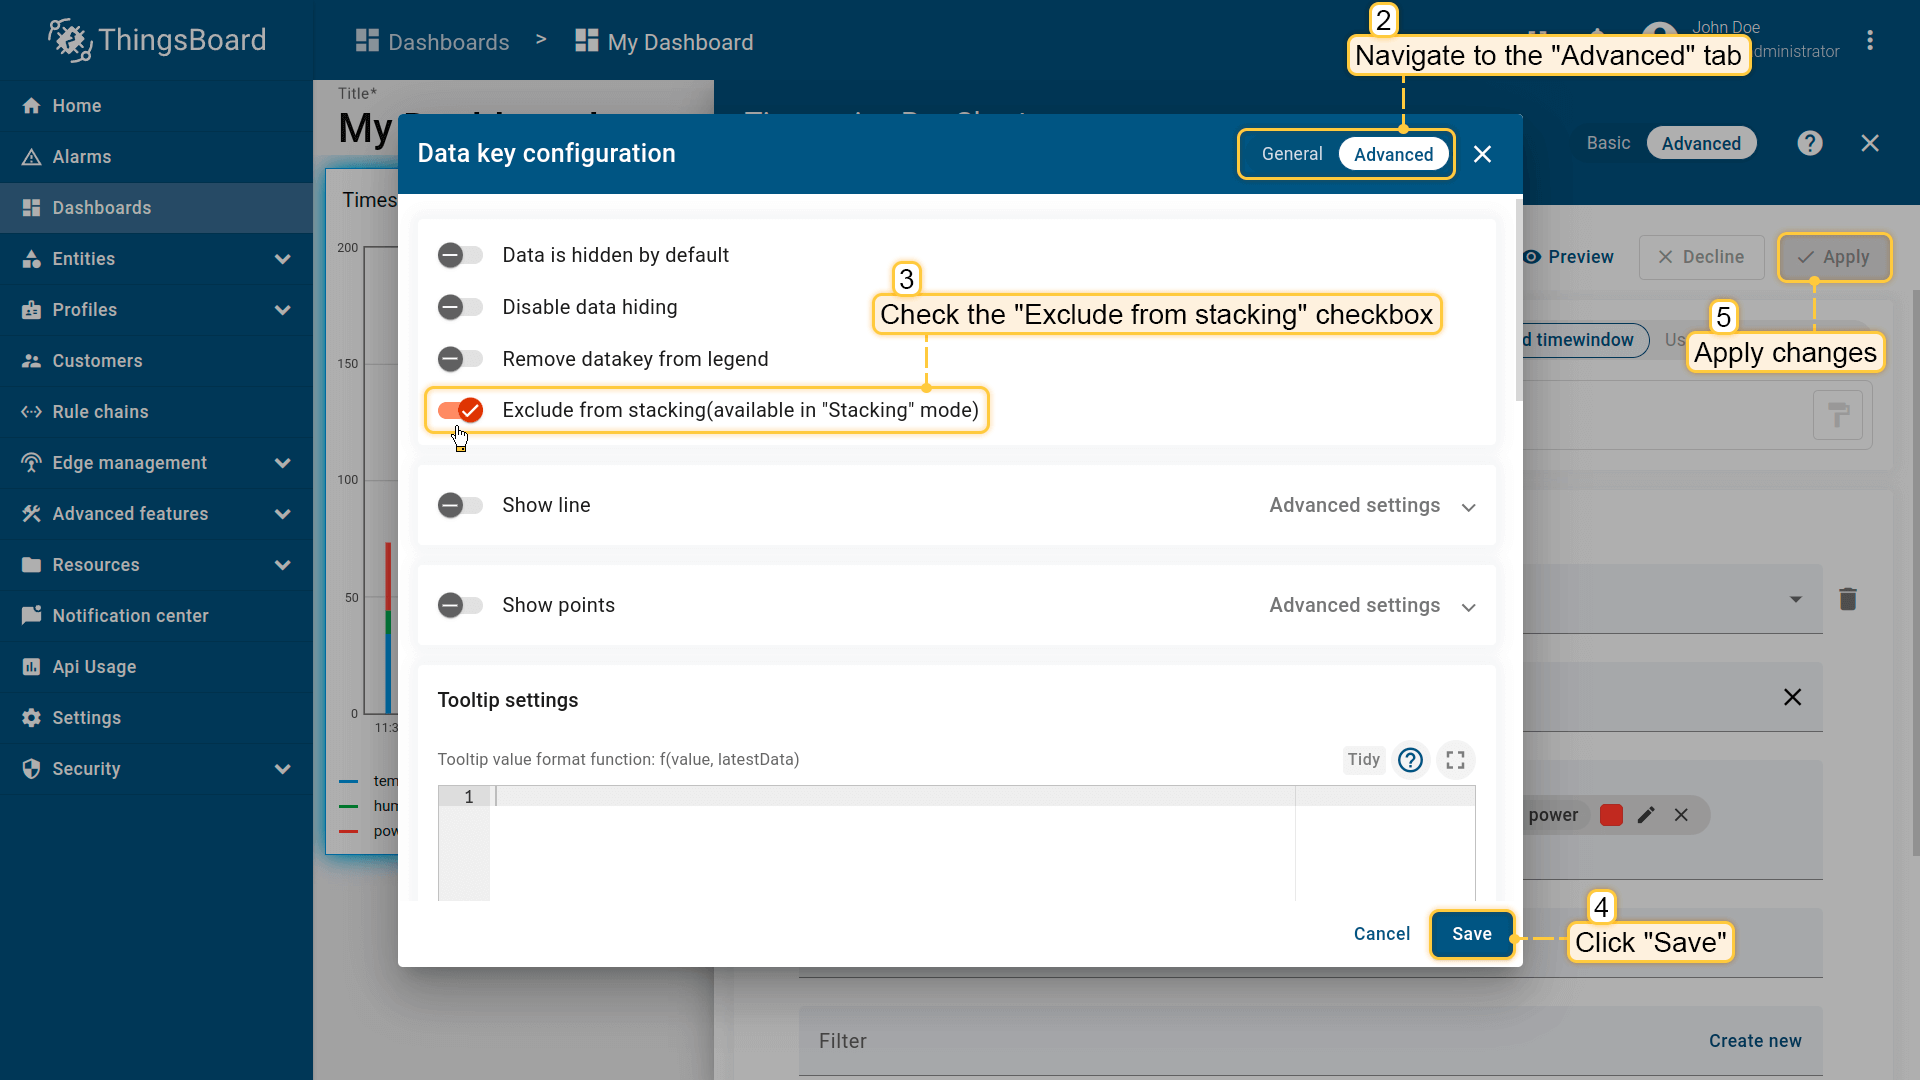 ThingsBoard
Dashboards > My Dashboard
John Doe
dministrator
2
Navigate to the "Advanced" tab
Home
Alarms
Dashboards
Entities
Profiles
Customers
Rule chains
Edge management
Advanced features
Resources
Notification center
Api Usage
Settings
Security
Title*
My
Times
200
150
100
50
0
11:3
tem
hum
pow
Basic
Advanced
Data key configuration
General
Advanced
Data is hidden by default
Disable data hiding
Remove datakey from legend
3
Check the "Exclude from stacking" checkbox
Exclude from stacking(available in "Stacking" mode)
Show line
Advanced settings
Show points
Advanced settings
Tooltip settings
Tooltip value format function: f(value, latestData)
Tidy
1
Cancel
Save
4
Click "Save"
Preview
Decline
Apply
5
Apply changes
d timewindow
Us
power
Filter
Create new